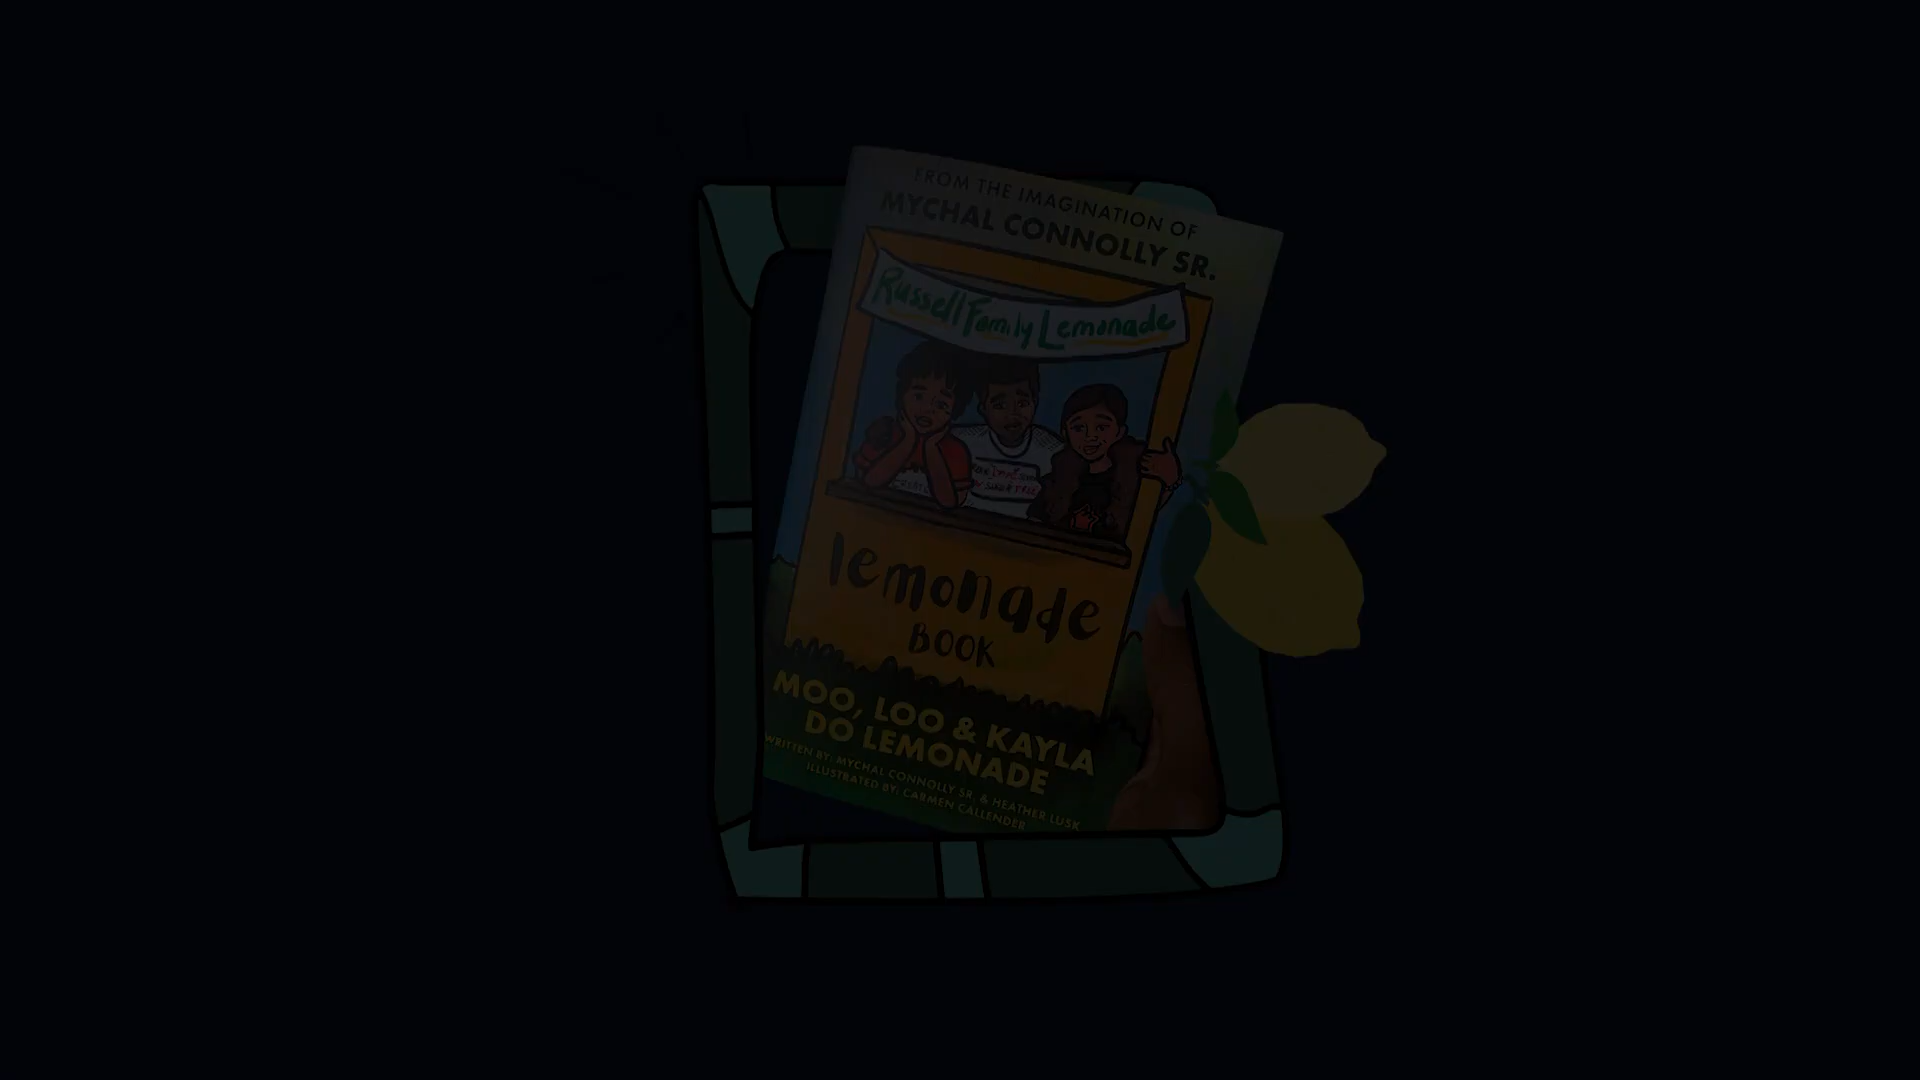 FROM THE IMAGINATION OF
MYCHAL CONNOLLY SR.
Russell Family Lemonade
lemonade
BOOK
MOO, LOO & KAYLA
DO LEMONADE
WRITTEN BY: MYCHAL CONNOLLY SR. & HEATHER LUSK
ILLUSTRATED BY: CARMEN CALLENDER